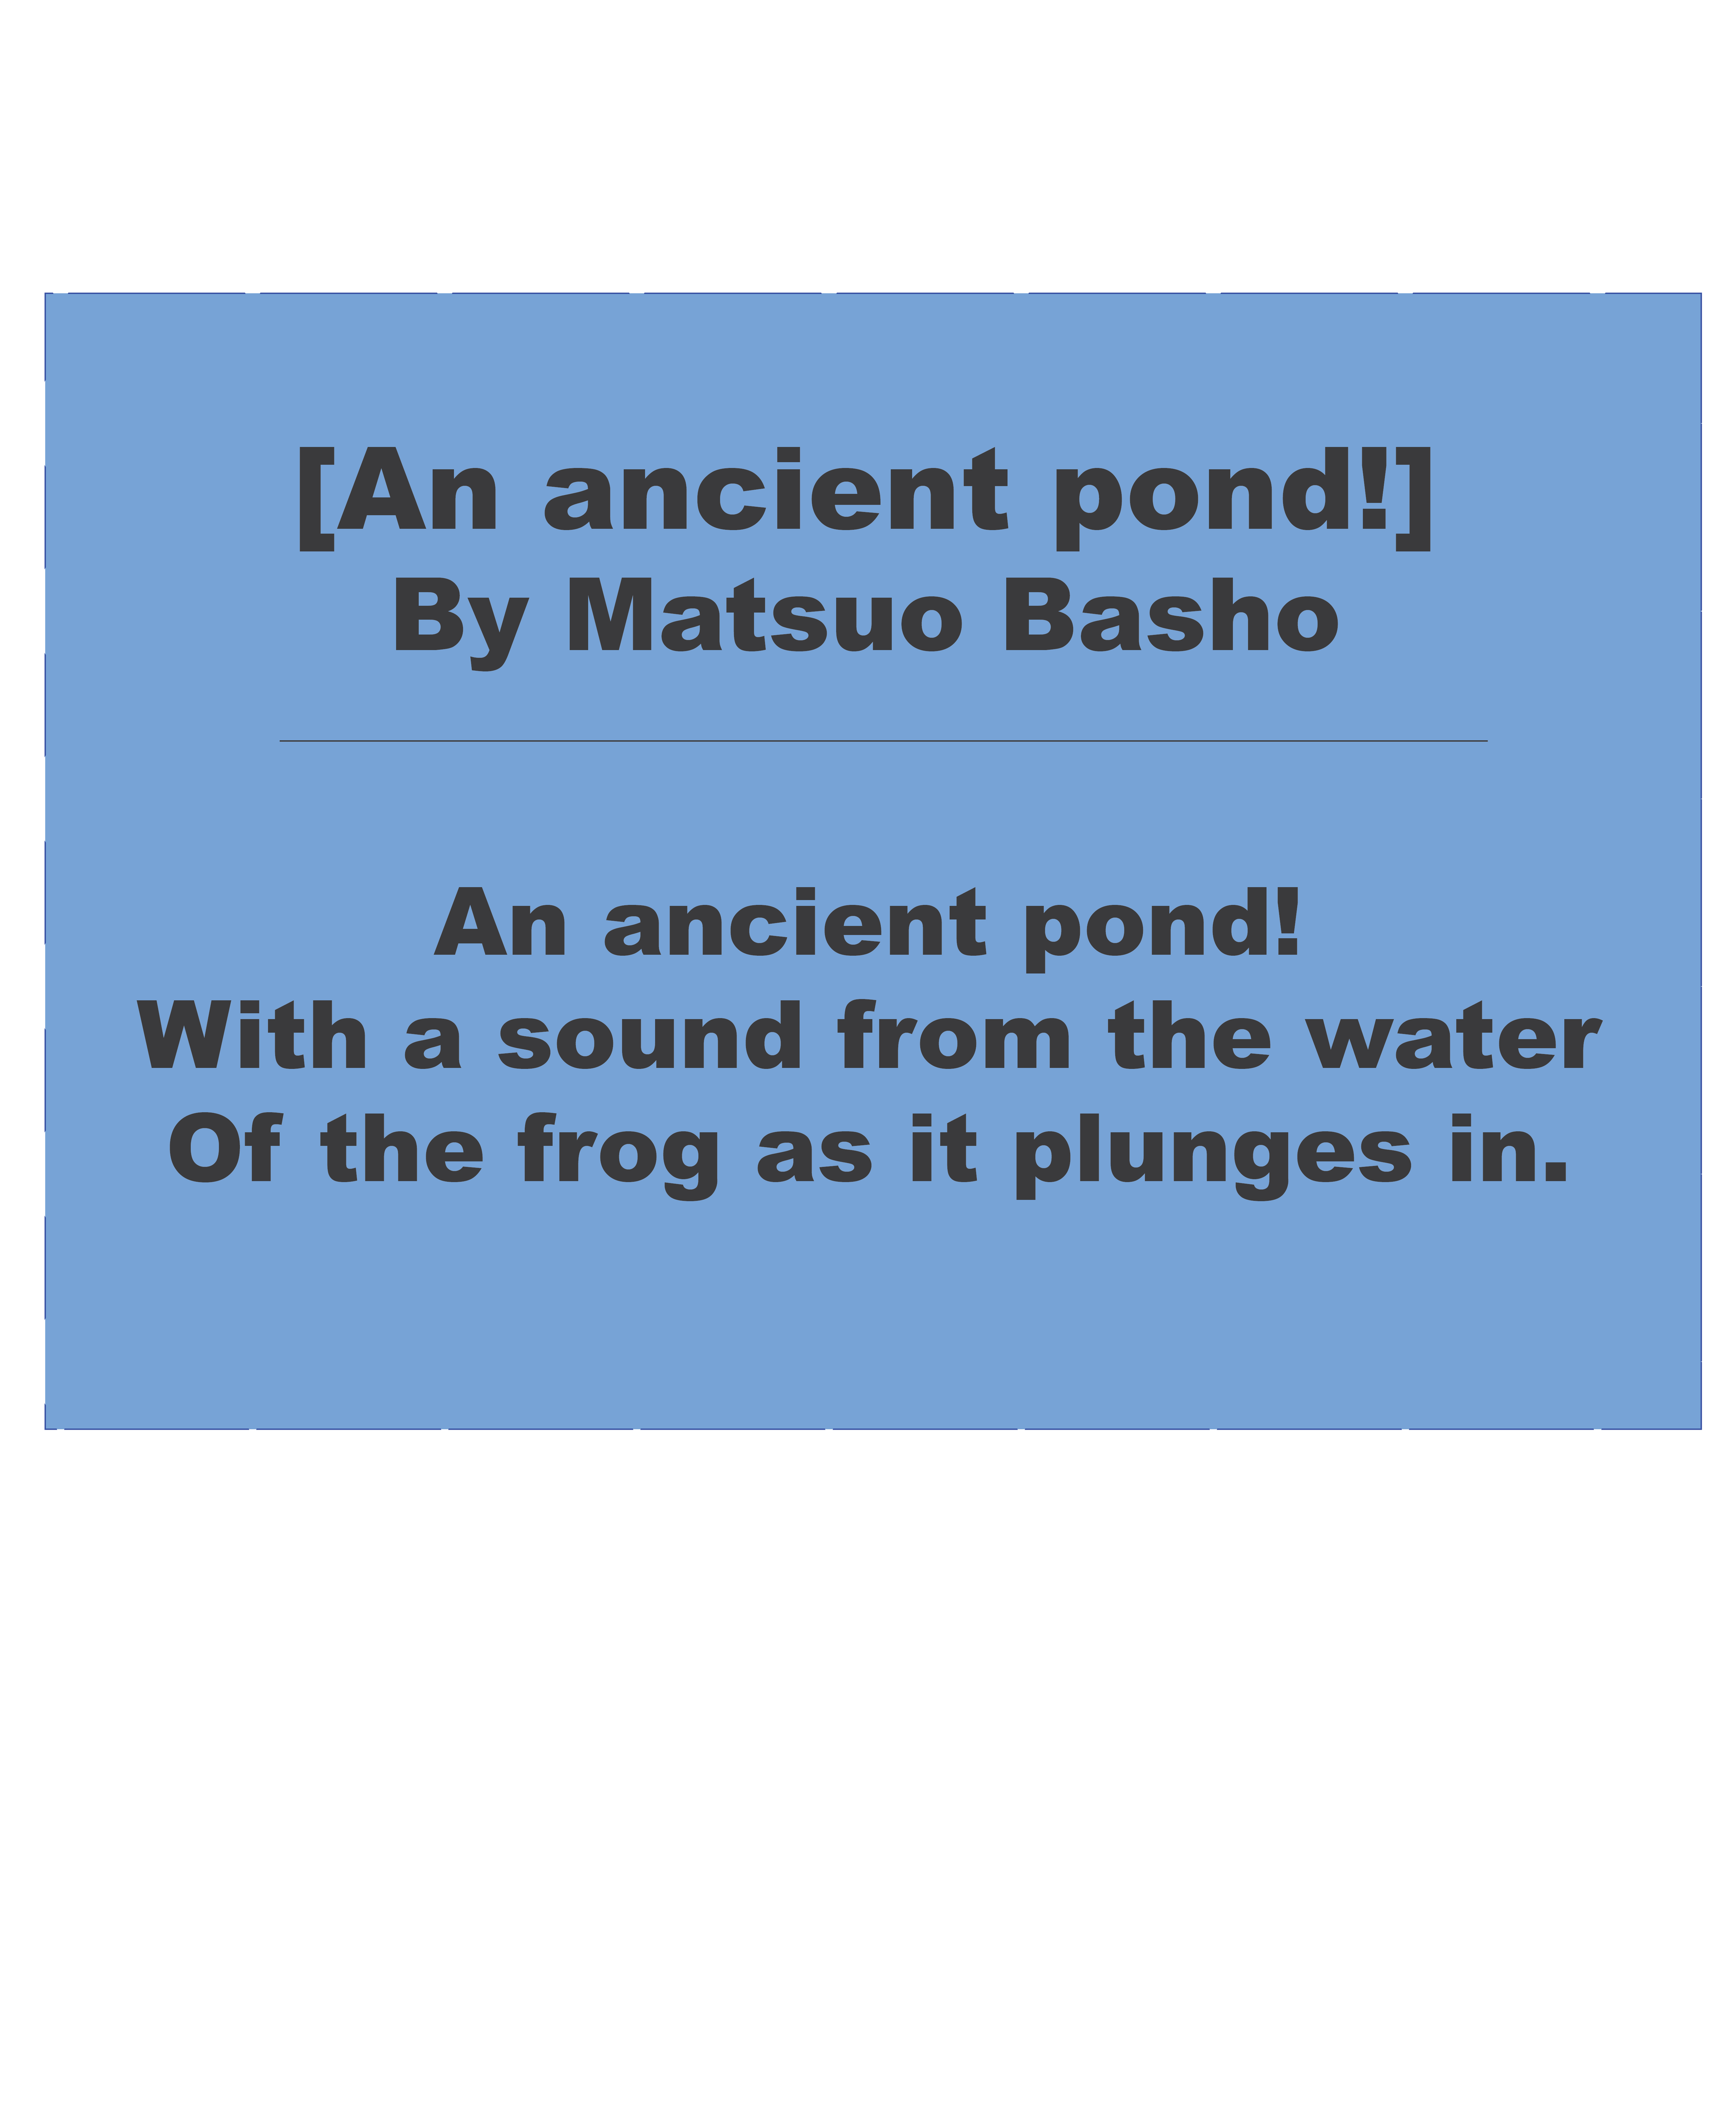 [An ancient pond!]
By Matsuo Basho
An ancient pond!
With a sound from the water
Of the frog as it plunges in.